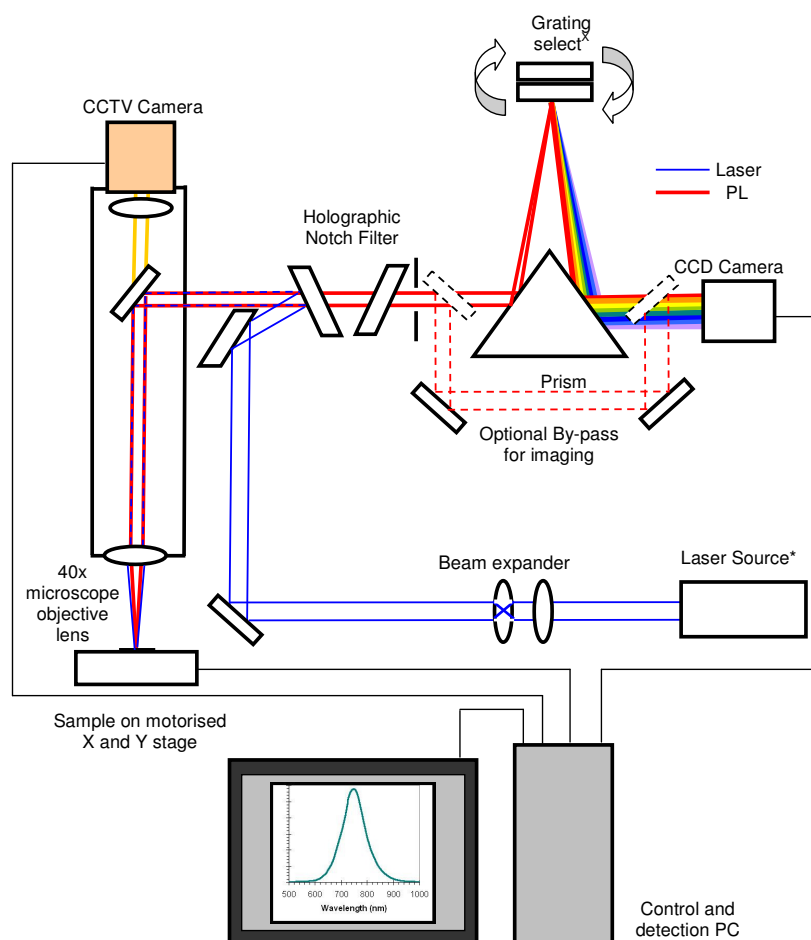 Grating
select^x
CCTV Camera
Laser
PL
Holographic
Notch Filter
CCD Camera
Prism
Optional By-pass
for imaging
Beam expander
Laser Source*
40x
microscope
objective
lens
Sample on motorised
X and Y stage
500 600 700 800 900 1000
Wavelength (nm)
Control and
detection PC